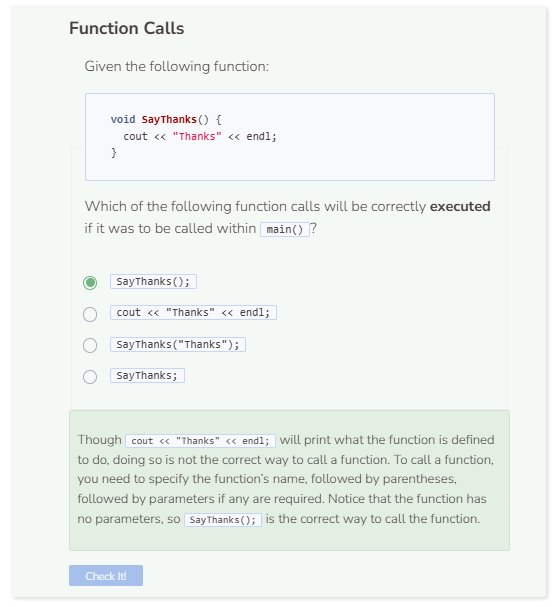 Function Calls
Given the following function:
void SayThanks() {
cout << "Thanks" << endl;
}
Which of the following function calls will be correctly executed
if it was to be called within main() ?
SayThanks();
cout << "Thanks" << endl;
SayThanks("Thanks");
SayThanks;
Though cout << "Thanks" << endl; will print what the function is defined
to do, doing so is not the correct way to call a function. To call a function,
you need to specify the function's name, followed by parentheses,
followed by parameters if any are required. Notice that the function has
no parameters, so SayThanks(); is the correct way to call the function.
Check It!